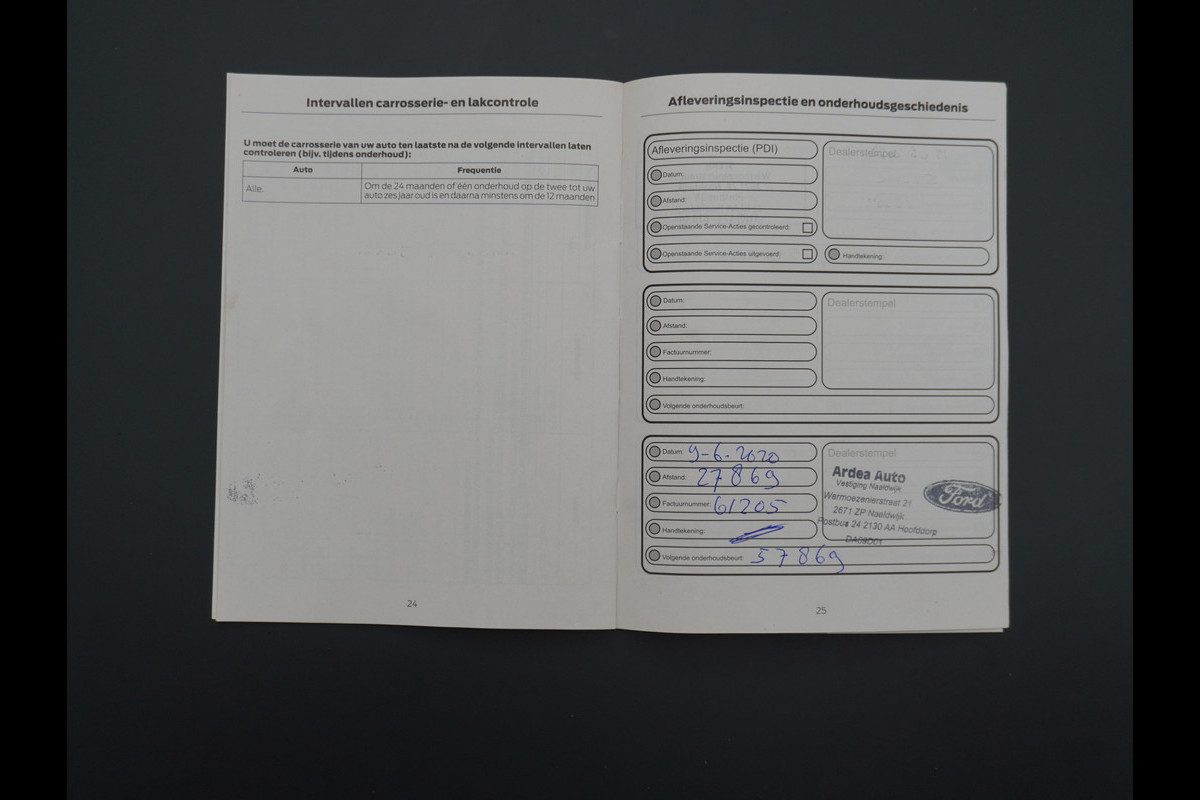 Intervallen carrosserie- en lakcontrole
U moet de carrosserie van uw auto ten laatste na de volgende intervallen laten
controleren (bijv. tijdens onderhoud):
Auto Frequentie
Alle. Om de 24 maanden of één onderhoud op de twee tot uw
auto zes jaar oud is en daarna minstens om de 12 maanden
24
Afleveringsinspectie en onderhoudsgeschiedenis
Afleveringsinspectie (PDI)
Datum:
Afstand:
Openstaande Service-Acties gecontroleerd:
Openstaande Service-Acties uitgevoerd:
Dealerstempel
Handtekening:
Datum:
Afstand:
Factuurnummer:
Handtekening:
Volgende onderhoudsbeurt:
Dealerstempel
Datum: 9-6-2020
Afstand: 27869
Factuurnummer: 61205
Handtekening:
Volgende onderhoudsbeurt: 57869
Dealerstempel
Ardea Auto
Vestiging Naaldwijk
Warmoezenierstraat 21
2671 ZP Naaldwijk
Postbus 24 2130 AA Hoofddorp
Ford
25